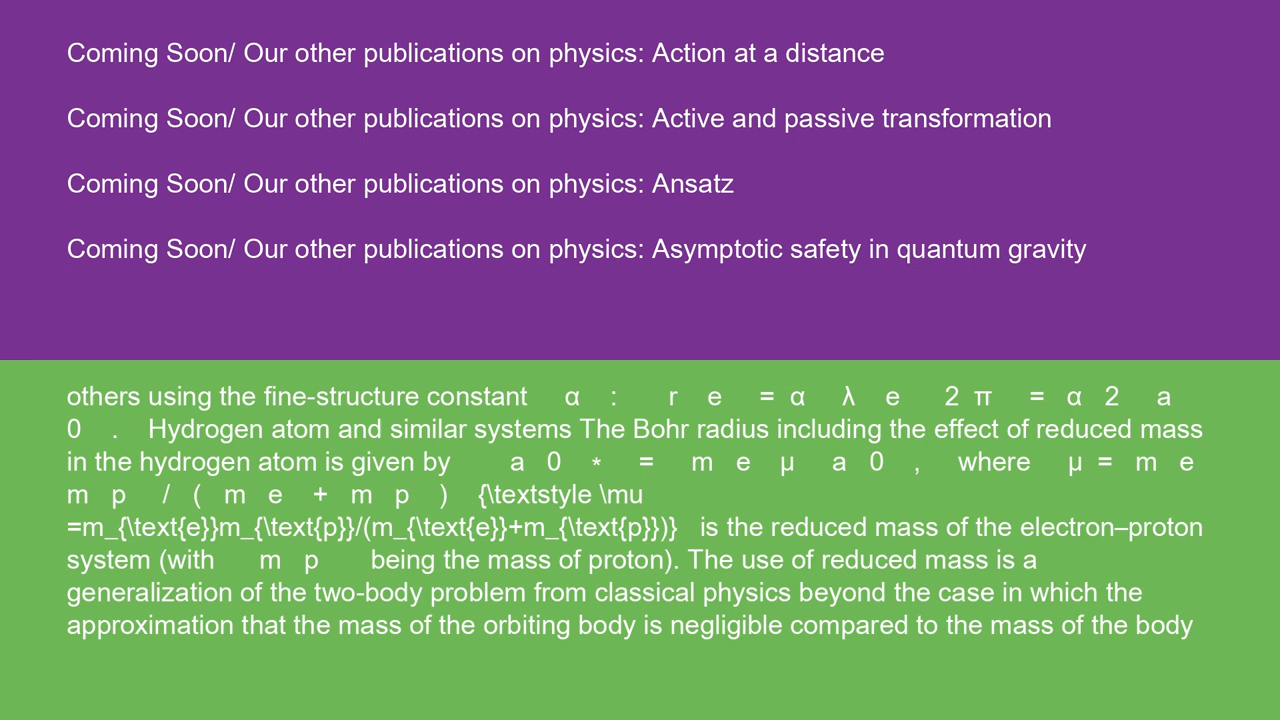 Coming Soon/ Our other publications on physics: Action at a distance
Coming Soon/ Our other publications on physics: Active and passive transformation
Coming Soon/ Our other publications on physics: Ansatz
Coming Soon/ Our other publications on physics: Asymptotic safety in quantum gravity
others using the fine-structure constant α : r e = α λ e 2 π = α 2 a
0 . Hydrogen atom and similar systems The Bohr radius including the effect of reduced mass
in the hydrogen atom is given by a 0 * = m e μ a 0 , where μ = m e
m p / ( m e + m p ) {\textstyle \mu
=m_{\text{e}}m_{\text{p}}/(m_{\text{e}}+m_{\text{p}})} is the reduced mass of the electron–proton
system (with m p being the mass of proton). The use of reduced mass is a
generalization of the two-body problem from classical physics beyond the case in which the
approximation that the mass of the orbiting body is negligible compared to the mass of the body